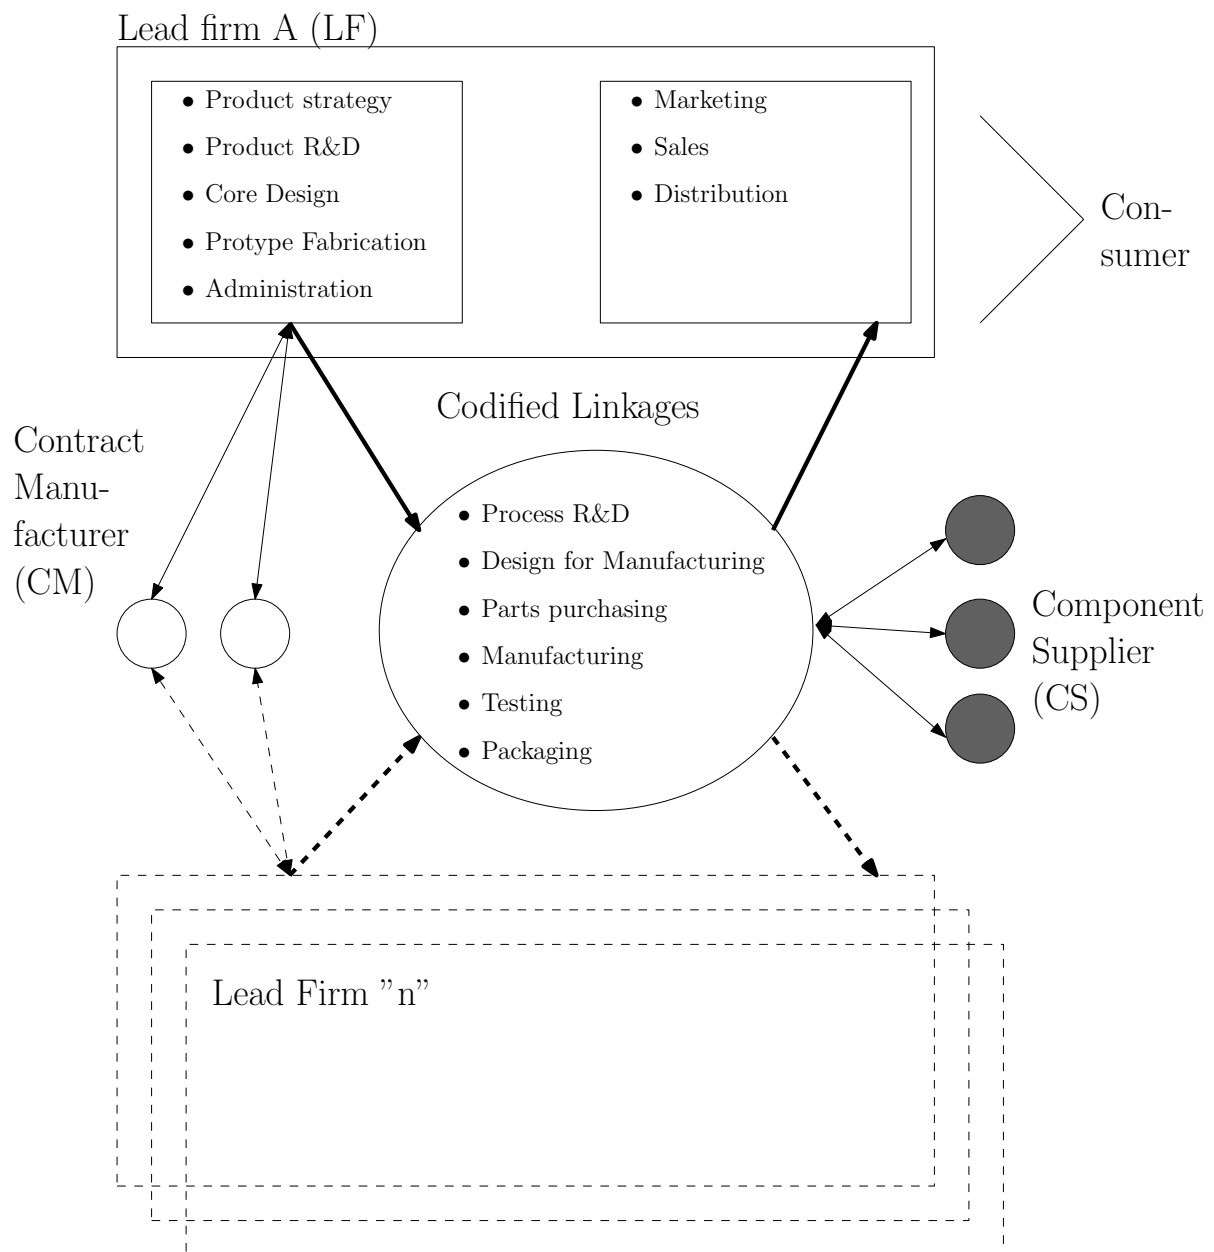 Lead firm A (LF)
• Product strategy
• Product R&D
• Core Design
• Protype Fabrication
• Administration
• Marketing
• Sales
• Distribution
Con-
sumer
Codified Linkages
Contract
Manu-
facturer
(CM)
• Process R&D
• Design for Manufacturing
• Parts purchasing
• Manufacturing
• Testing
• Packaging
Component
Supplier
(CS)
Lead Firm ”n”